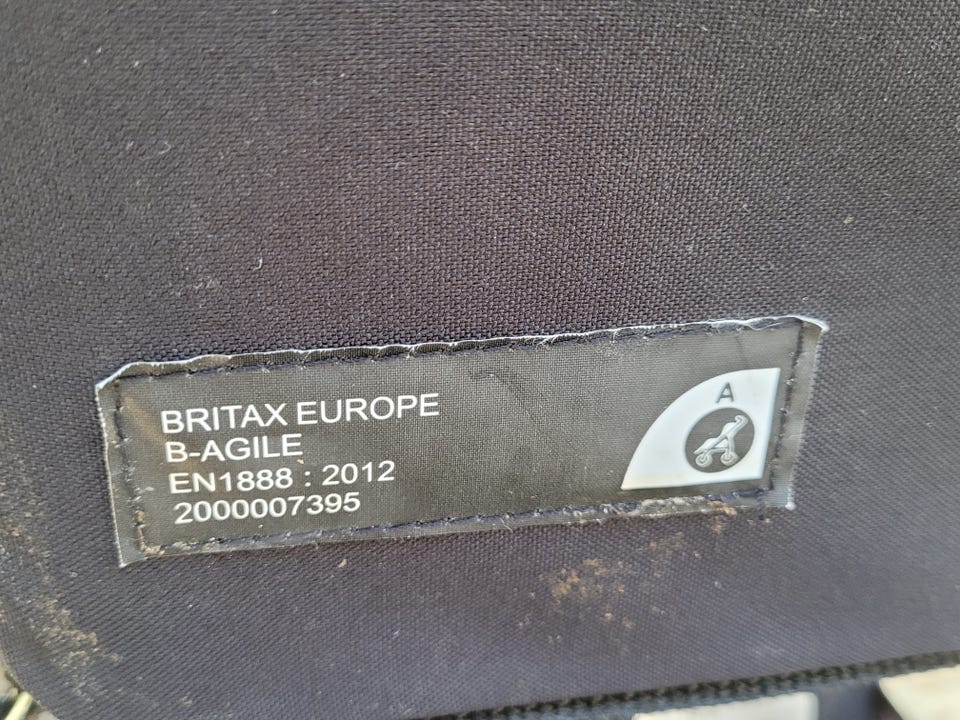 BRITAX EUROPE
B-AGILE
EN1888 : 2012
2000007395
A